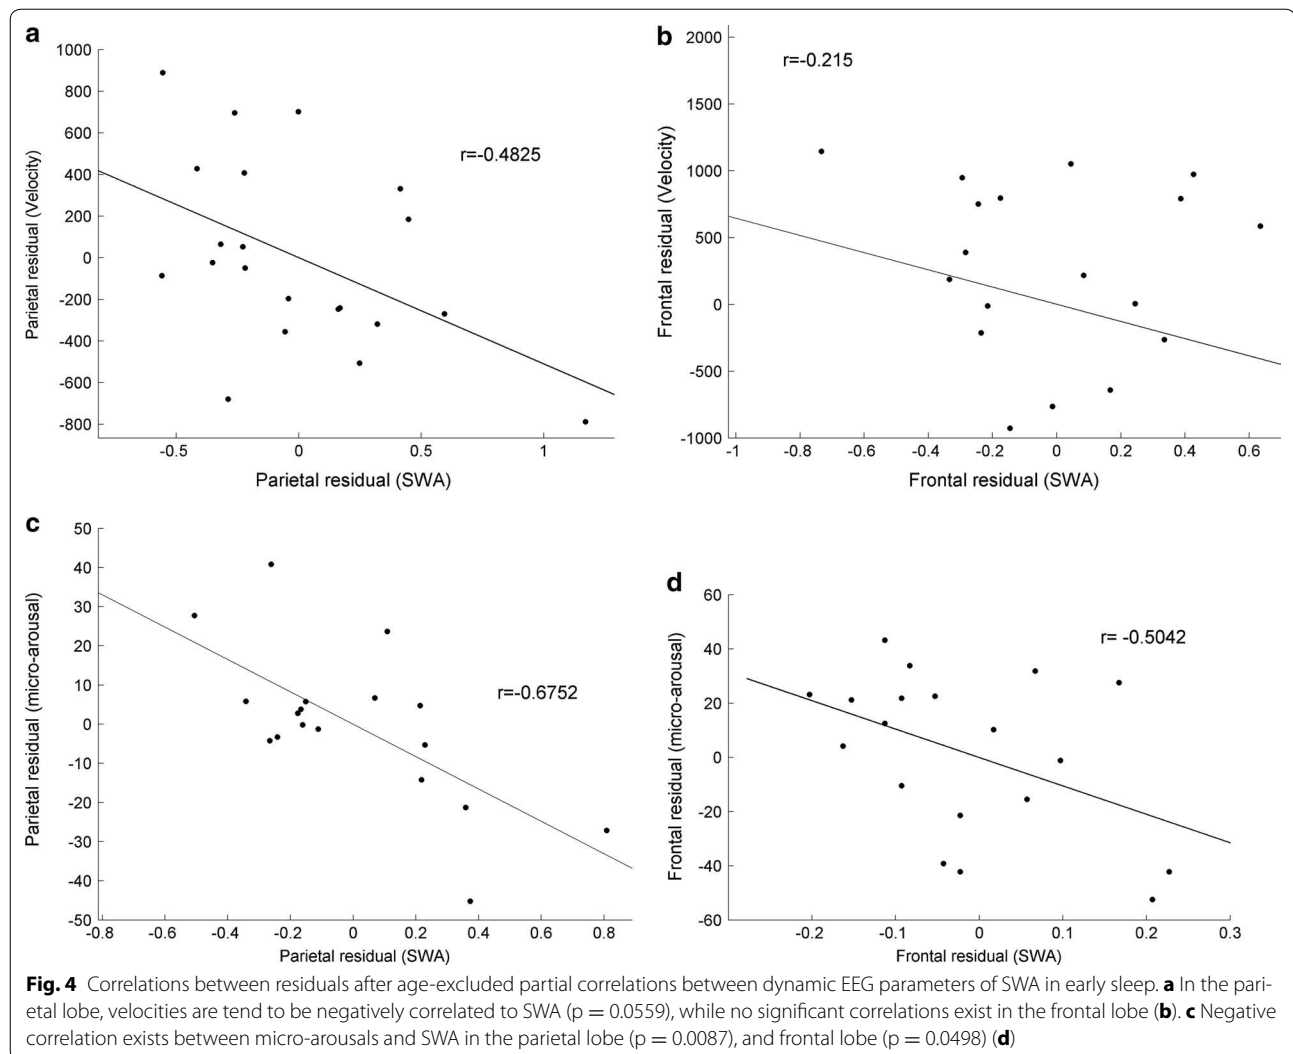 a
1000
800
600
400
200
0
-200
-400
-600
-800
Parietal residual (Velocity)
r=-0.4825
-0.5 0 0.5 1
Parietal residual (SWA)
b
2000
1500
1000
500
0
-500
-1000
Frontal residual (Velocity)
r=-0.215
-1 -0.8 -0.6 -0.4 -0.2 0 0.2 0.4 0.6
Frontal residual (SWA)
c
50
40
30
20
10
0
-10
-20
-30
-40
-50
Parietal residual (micro-arousal)
r=-0.6752
-0.8 -0.6 -0.4 -0.2 0 0.2 0.4 0.6 0.8
Parietal residual (SWA)
d
60
40
20
0
-20
-40
-60
Frontal residual (micro-arousal)
r= -0.5042
-0.2 -0.1 0 0.1 0.2 0.3
Frontal residual (SWA)
Fig. 4 Correlations between residuals after age-excluded partial correlations between dynamic EEG parameters of SWA in early sleep. a In the pari-
etal lobe, velocities are tend to be negatively correlated to SWA (p = 0.0559), while no significant correlations exist in the frontal lobe (b). c Negative
correlation exists between micro-arousals and SWA in the parietal lobe (p = 0.0087), and frontal lobe (p = 0.0498) (d)